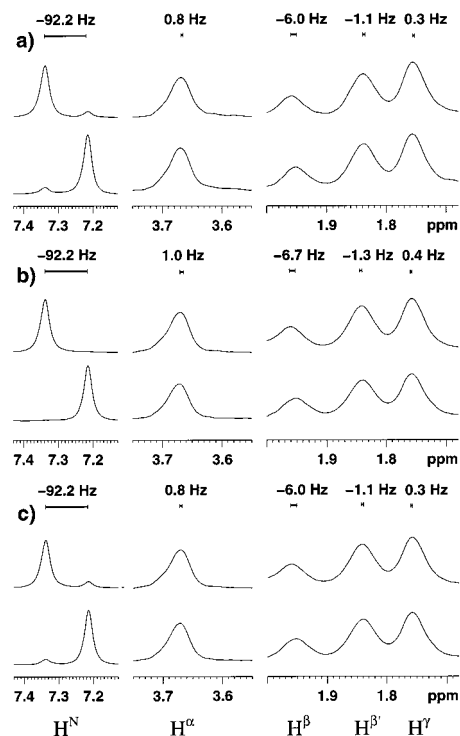 −92.2 Hz 0.8 Hz −6.0 Hz −1.1 Hz 0.3 Hz
a)
7.4 7.3 7.2 3.7 3.6 1.9 1.8 ppm
−92.2 Hz 1.0 Hz −6.7 Hz −1.3 Hz 0.4 Hz
b)
7.4 7.3 7.2 3.7 3.6 1.9 1.8 ppm
−92.2 Hz 0.8 Hz −6.0 Hz −1.1 Hz 0.3 Hz
c)
7.4 7.3 7.2 3.7 3.6 1.9 1.8 ppm
H^N H^α H^β H^β' H^γ